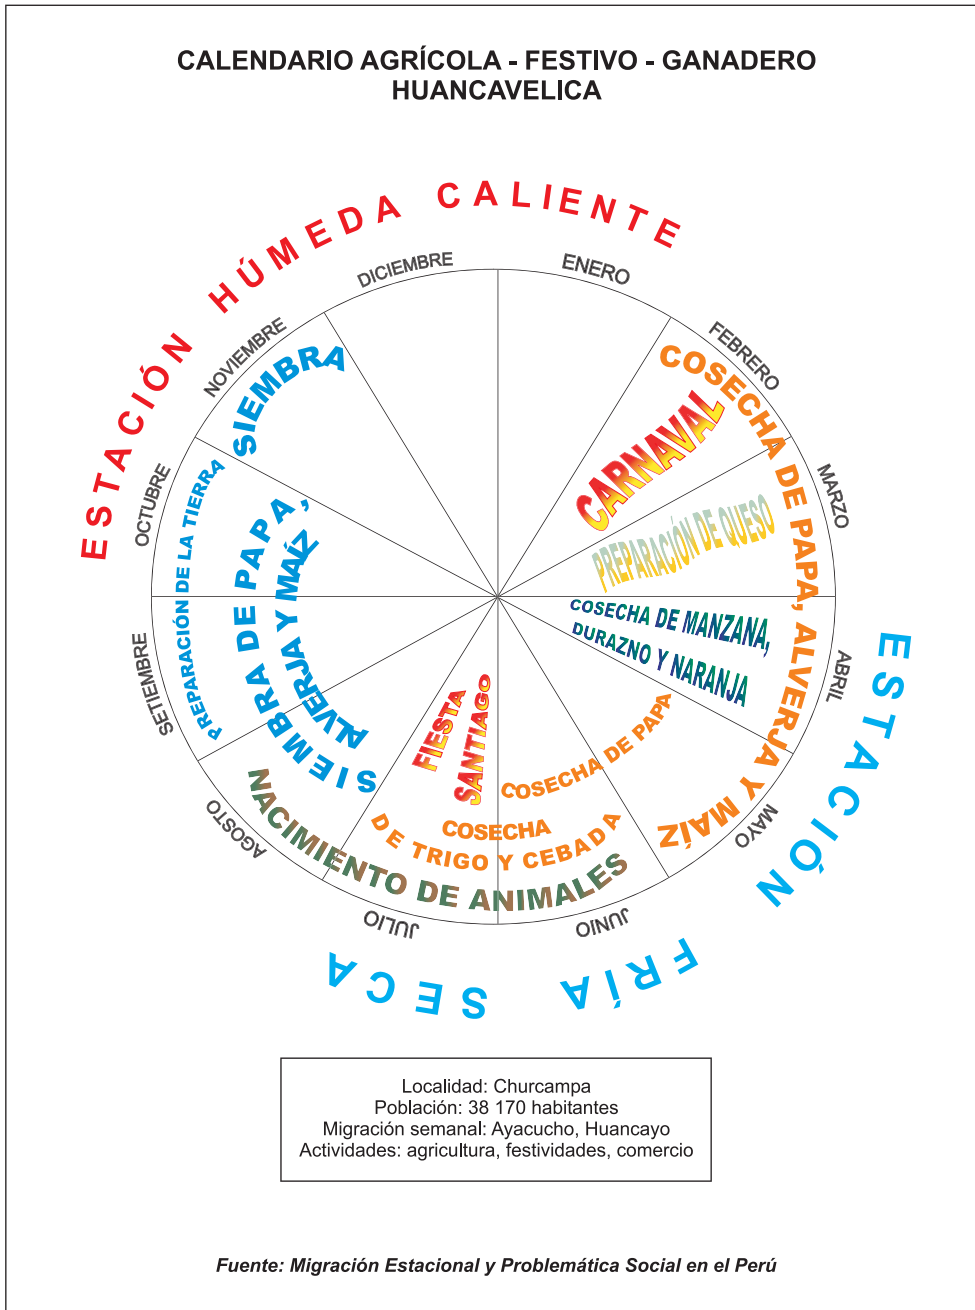 CALENDARIO AGRÍCOLA - FESTIVO - GANADERO
HUANCAVELICA
ESTACIÓN HÚMEDA CALIENTE
ENERO
FEBRERO
MARZO
ABRIL
MAYO
JUNIO
JULIO
AGOSTO
SETIEMBRE
OCTUBRE
NOVIEMBRE
DICIEMBRE
COSECHA DE PAPA, ALVERJA Y MAÍZ
CARNAVAL
PREPARACIÓN DE QUESO
COSECHA DE MANZANA,
DURAZNO Y NARANJA
COSECHA DE PAPA
COSECHA
DE TRIGO Y CEBADA
NACIMIENTO DE ANIMALES
FIESTA
SANTIAGO
SIEMBRA DE PAPA,
ALVERJA Y MAÍZ
PREPARACIÓN DE LA TIERRA
SIEMBRA
ESTACIÓN FRÍA SECA
Localidad: Churcampa
Población: 38 170 habitantes
Migración semanal: Ayacucho, Huancayo
Actividades: agricultura, festividades, comercio
Fuente: Migración Estacional y Problemática Social en el Perú